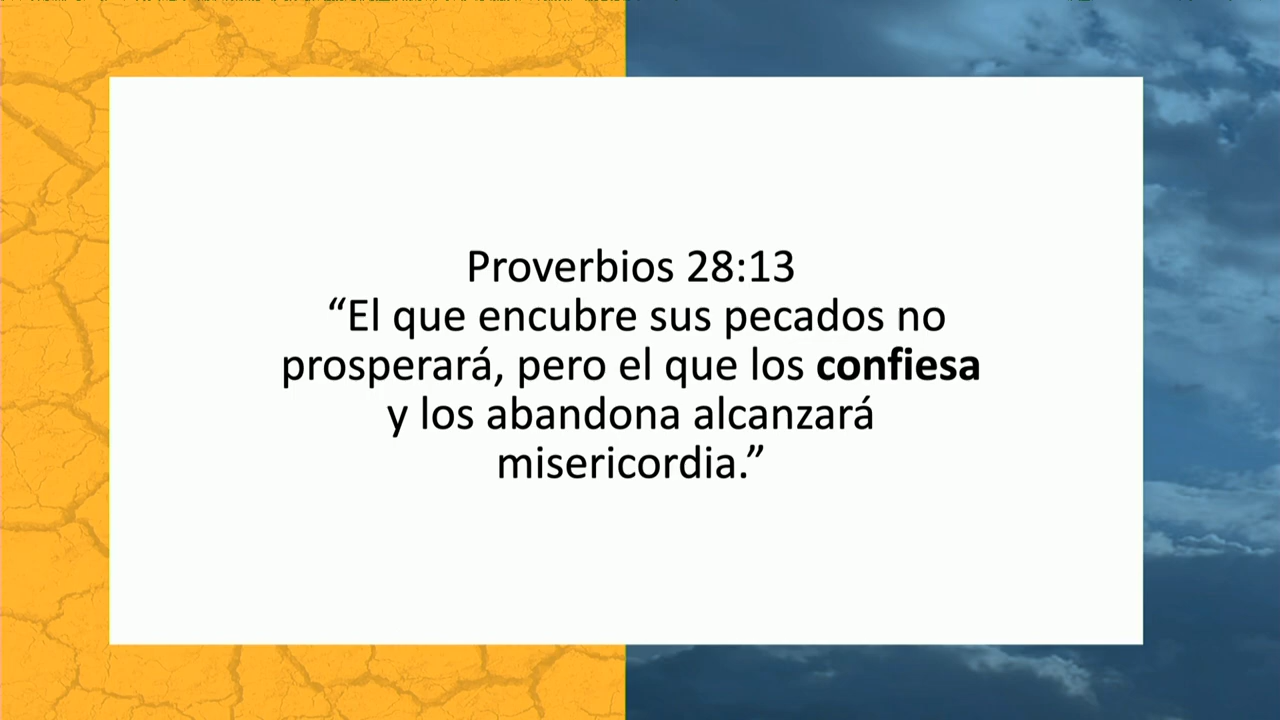 Proverbios 28:13
“El que encubre sus pecados no
prosperará, pero el que los confiesa
y los abandona alcanzará
misericordia.”